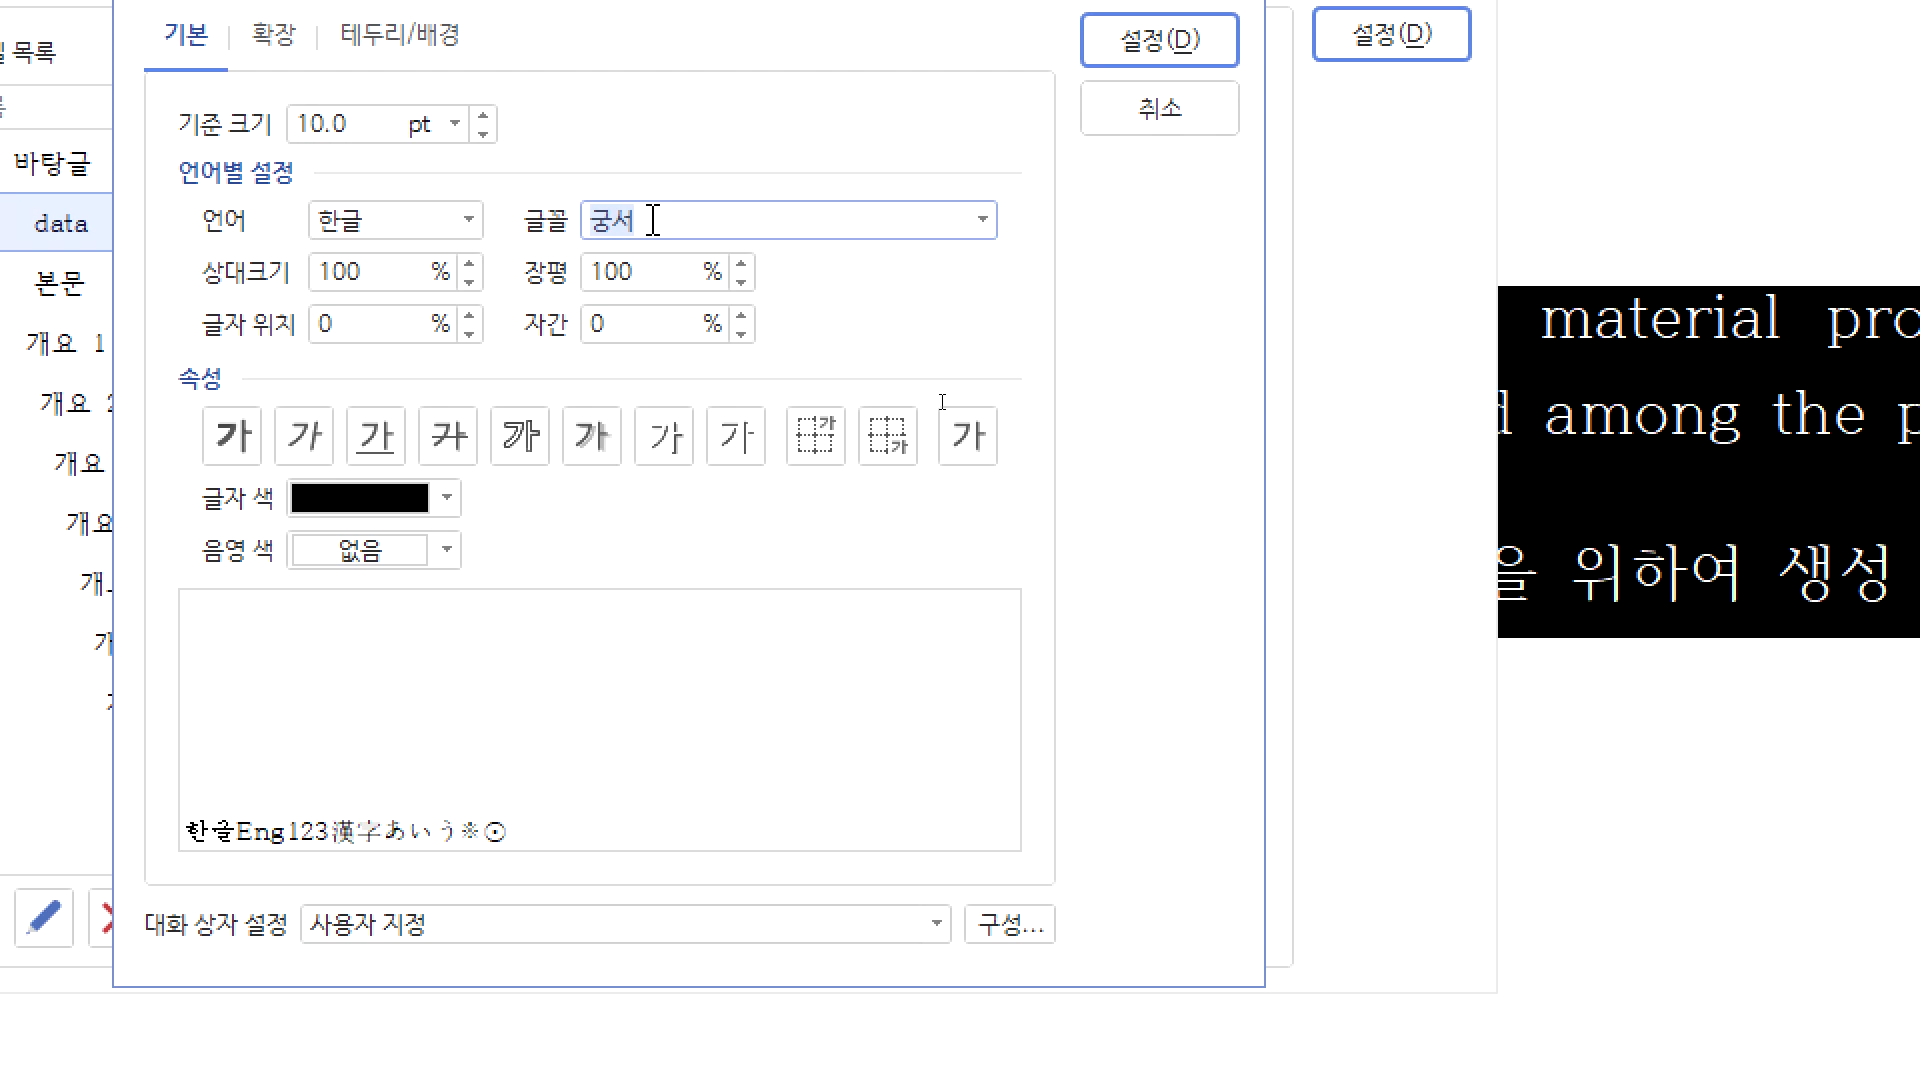 목록
바탕글
data
본문
개요 1
개요 2
개요
개요
기본 확장 테두리/배경
기준 크기 10.0 pt
언어별 설정
언어 한글 글꼴 궁서
상대크기 100 % 장평 100 %
글자 위치 0 % 자간 0 %
속성
가 가 가 가 가 가 가 가 가 가 가
글자 색
음영 색 없음
한글Eng123漢字あいう※⊙
대화 상자 설정 사용자 지정 구성...
설정(D)
취소
설정(D)
material pro
among the p
을 위하여 생성